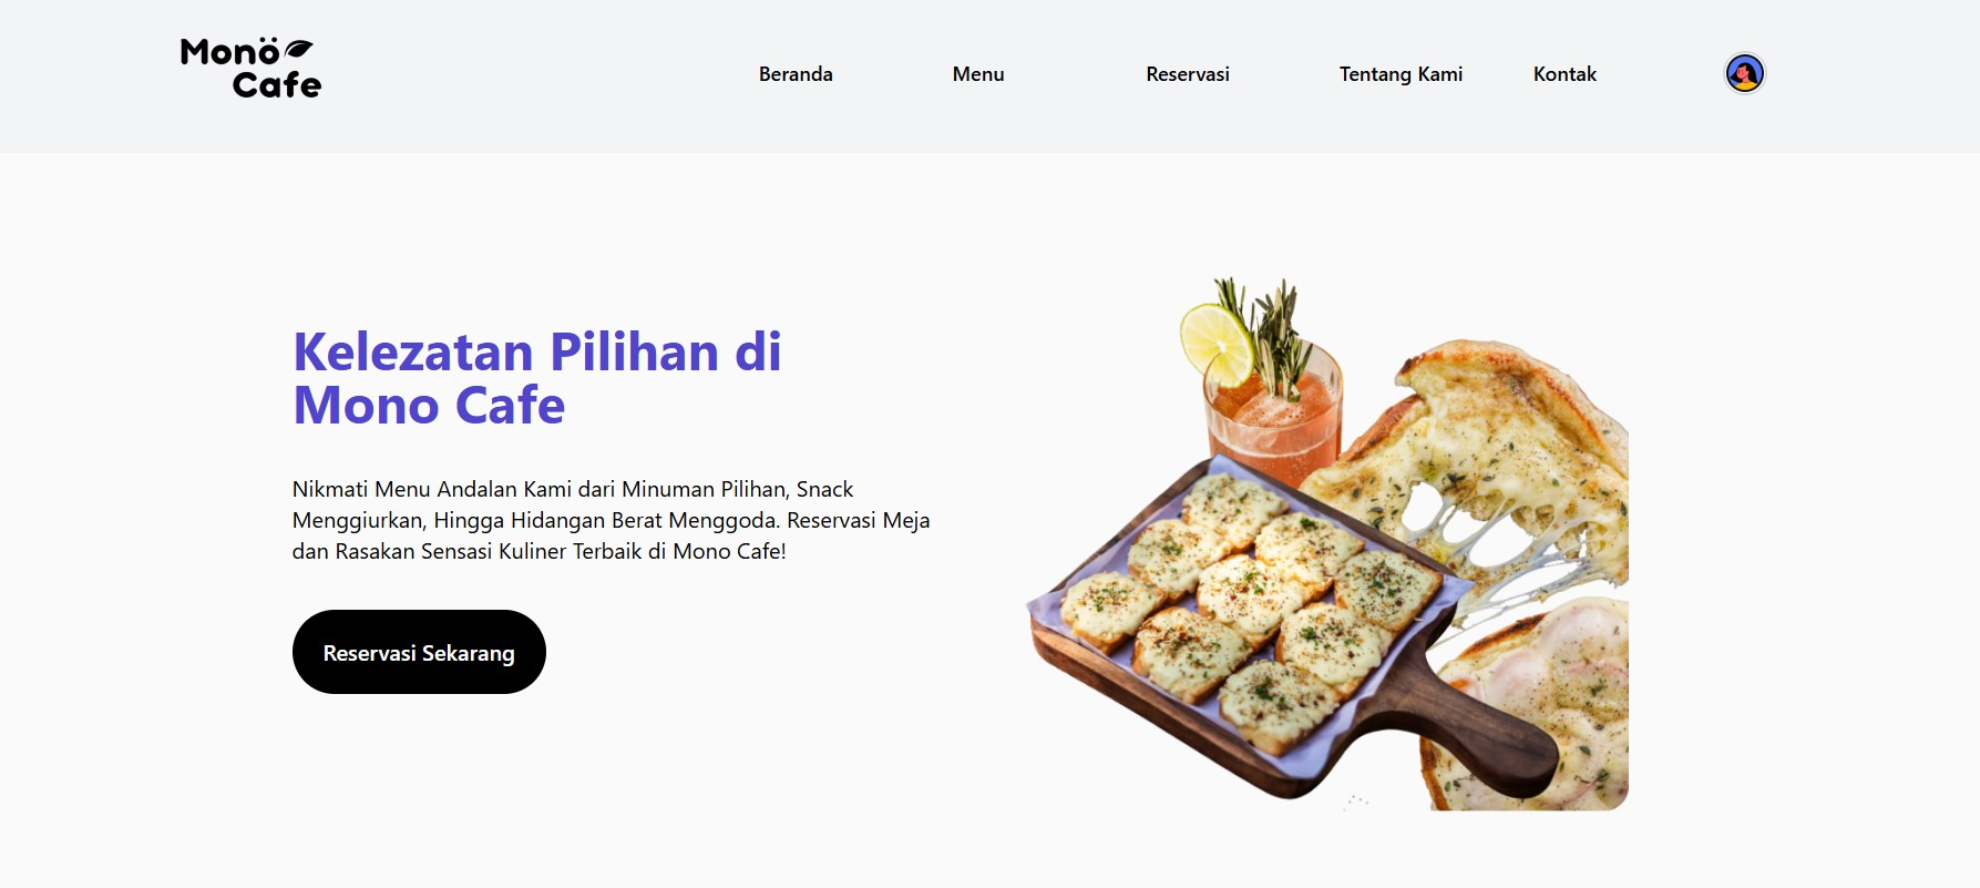 Monö
Cafe
Beranda
Menu
Reservasi
Tentang Kami
Kontak
Kelezatan Pilihan di
Mono Cafe
Nikmati Menu Andalan Kami dari Minuman Pilihan, Snack
Menggiurkan, Hingga Hidangan Berat Menggoda. Reservasi Meja
dan Rasakan Sensasi Kuliner Terbaik di Mono Cafe!
Reservasi Sekarang